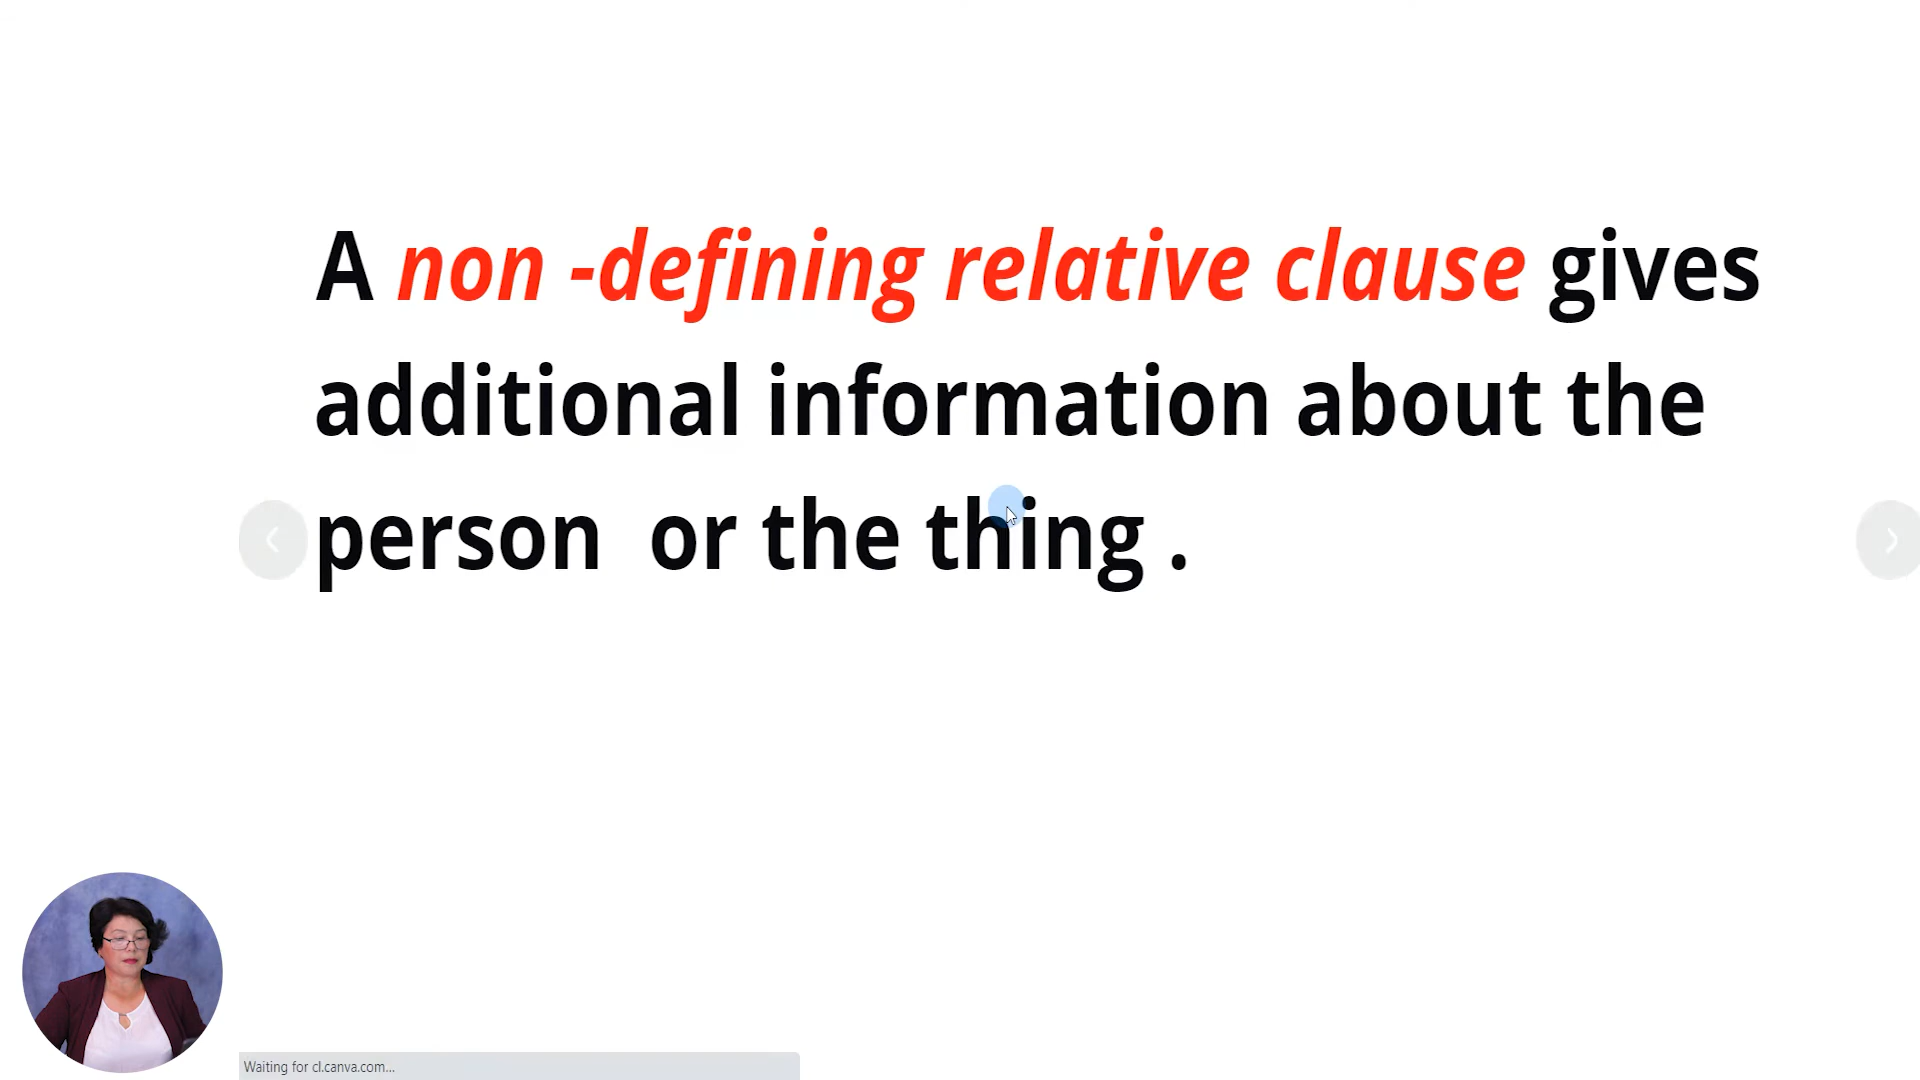 A non -defining relative clause gives
additional information about the
person  or the thing .
Waiting for cl.canva.com...